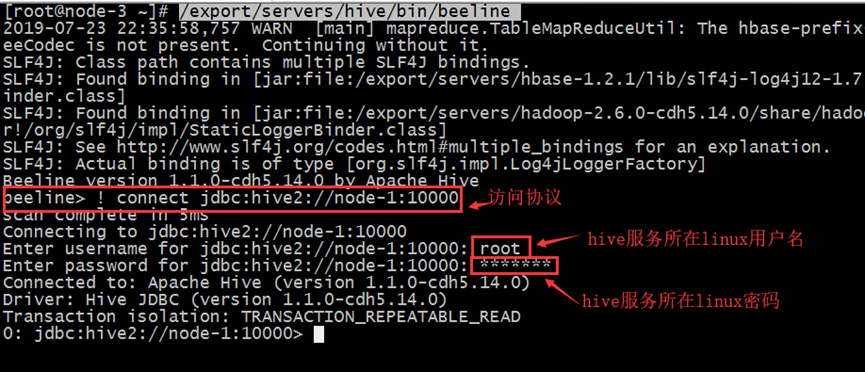 [root@node-3 ~]# /export/servers/hive/bin/beeline
2019-07-23 22:35:58,757 WARN  [main] mapreduce.TableMapReduceUtil: The hbase-prefix
eeCodec is not present.  Continuing without it.
SLF4J: Class path contains multiple SLF4J bindings.
SLF4J: Found binding in [jar:file:/export/servers/hbase-1.2.1/lib/slf4j-log4j12-1.7
inder.class]
SLF4J: Found binding in [jar:file:/export/servers/hadoop-2.6.0-cdh5.14.0/share/hado
r!/org/slf4j/impl/StaticLoggerBinder.class]
SLF4J: See http://www.slf4j.org/codes.html#multiple_bindings for an explanation.
SLF4J: Actual binding is of type [org.slf4j.impl.Log4jLoggerFactory]
Beeline version 1.1.0-cdh5.14.0 by Apache Hive
beeline> ! connect jdbc:hive2://node-1:10000 访问协议
scan complete in 5ms
Connecting to jdbc:hive2://node-1:10000
Enter username for jdbc:hive2://node-1:10000: root hive服务所在linux用户名
Enter password for jdbc:hive2://node-1:10000: *******
Connected to: Apache Hive (version 1.1.0-cdh5.14.0)
Driver: Hive JDBC (version 1.1.0-cdh5.14.0) hive服务所在linux密码
Transaction isolation: TRANSACTION_REPEATABLE_READ
0: jdbc:hive2://node-1:10000>